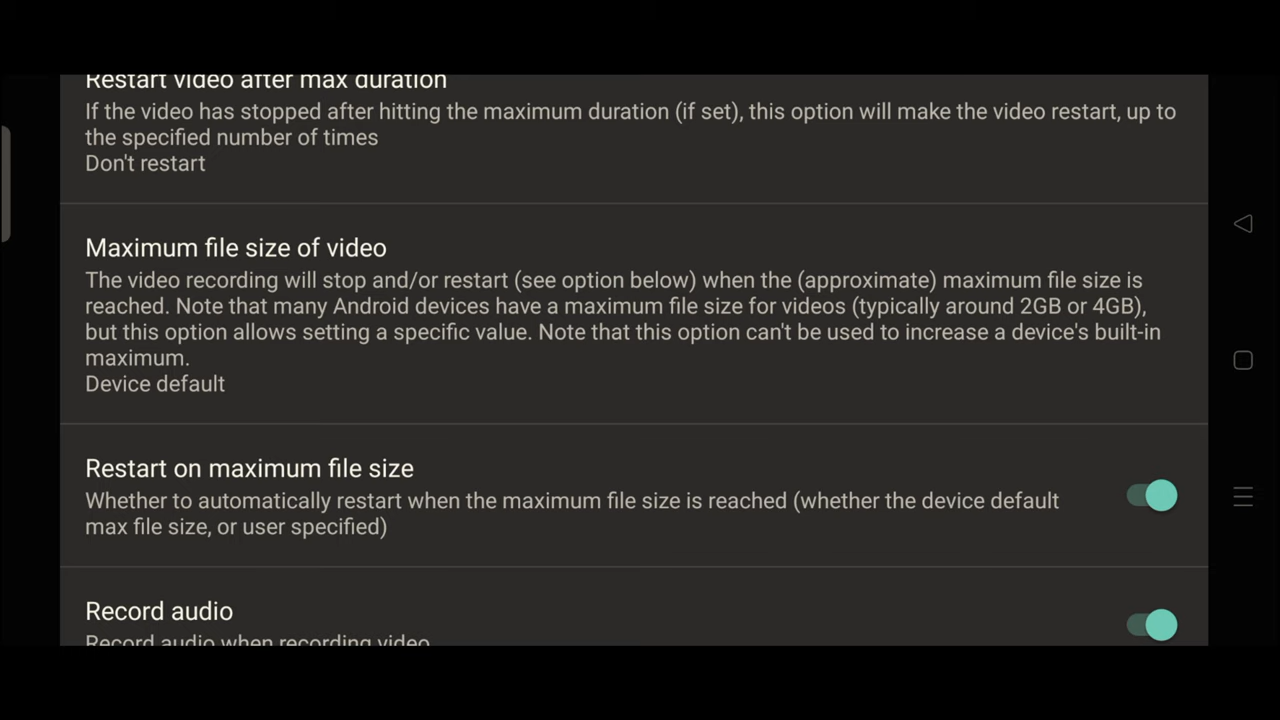 Restart video after max duration
If the video has stopped after hitting the maximum duration (if set), this option will make the video restart, up to
the specified number of times
Don't restart
Maximum file size of video
The video recording will stop and/or restart (see option below) when the (approximate) maximum file size is
reached. Note that many Android devices have a maximum file size for videos (typically around 2GB or 4GB),
but this option allows setting a specific value. Note that this option can't be used to increase a device's built-in
maximum.
Device default
Restart on maximum file size
Whether to automatically restart when the maximum file size is reached (whether the device default
max file size, or user specified)
Record audio
Record audio when recording video